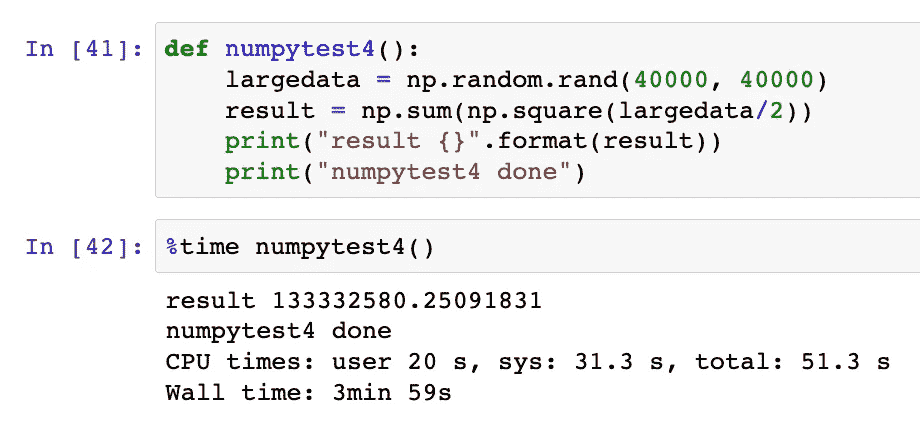 In [41]: def numpytest4():
    largedata = np.random.rand(40000, 40000)
    result = np.sum(np.square(largedata/2))
    print("result {}".format(result))
    print("numpytest4 done")
In [42]: %time numpytest4()
result 133332580.25091831
numpytest4 done
CPU times: user 20 s, sys: 31.3 s, total: 51.3 s
Wall time: 3min 59s